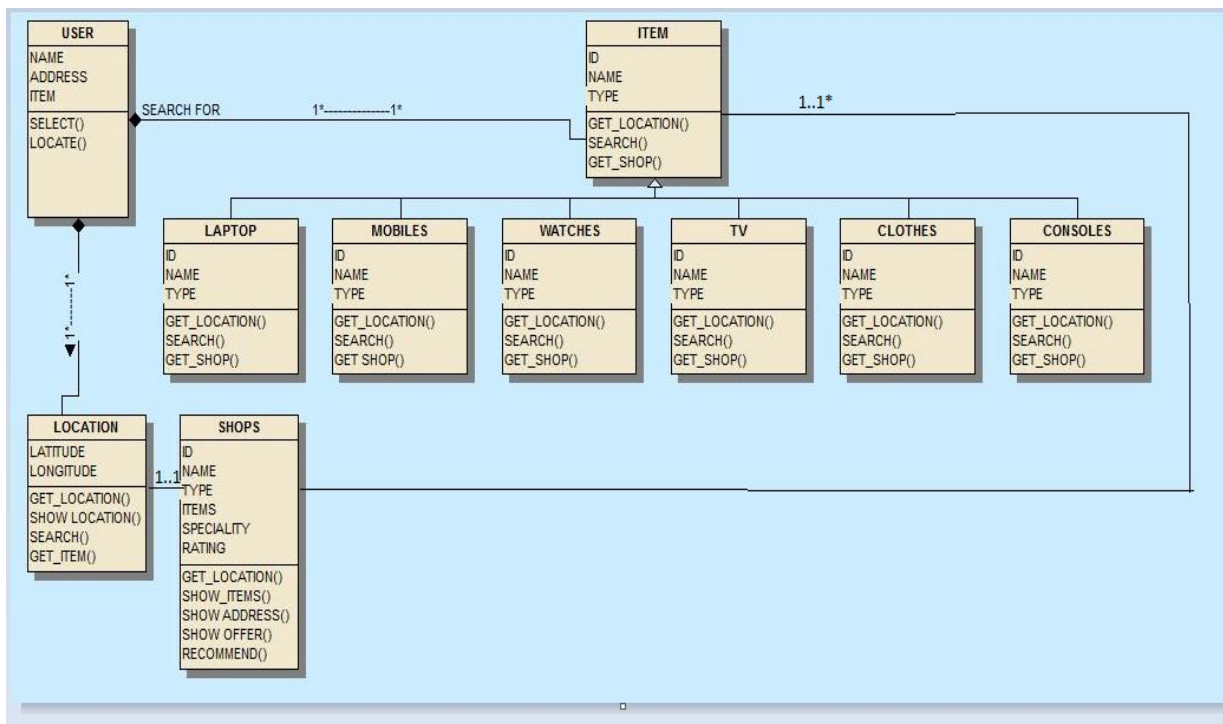 USER
NAME
ADDRESS
ITEM
SELECT()
LOCATE()
SEARCH FOR
1*--------------1*
ITEM
ID
NAME
TYPE
GET_LOCATION()
SEARCH()
GET_SHOP()
1..1*
LAPTOP
ID
NAME
TYPE
GET_LOCATION()
SEARCH()
GET_SHOP()
MOBILES
ID
NAME
TYPE
GET_LOCATION()
SEARCH()
GET SHOP()
WATCHES
ID
NAME
TYPE
GET_LOCATION()
SEARCH()
GET_SHOP()
TV
ID
NAME
TYPE
GET_LOCATION()
SEARCH()
GET_SHOP()
CLOTHES
ID
NAME
TYPE
GET_LOCATION()
SEARCH()
GET_SHOP()
CONSOLES
ID
NAME
TYPE
GET_LOCATION()
SEARCH()
GET_SHOP()
1*---------1*
LOCATION
LATITUDE
LONGITUDE
GET_LOCATION()
SHOW LOCATION()
SEARCH()
GET_ITEM()
1..1
SHOPS
ID
NAME
TYPE
ITEMS
SPECIALITY
RATING
GET_LOCATION()
SHOW_ITEMS()
SHOW ADDRESS()
SHOW OFFER()
RECOMMEND()